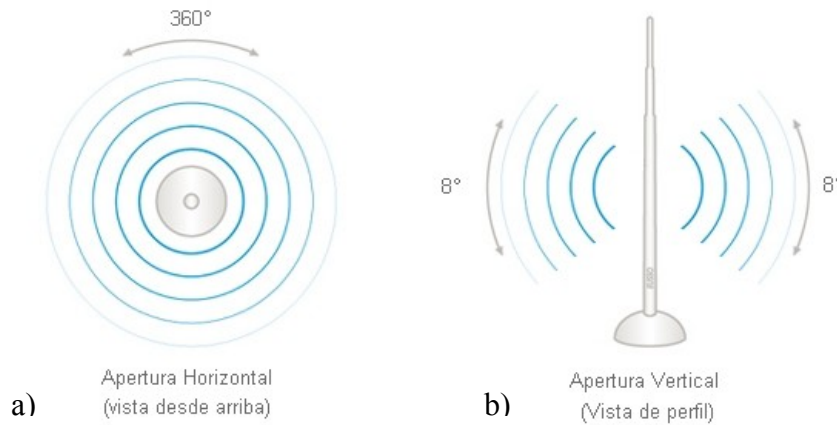 360°
8°
8°
a)
Apertura Horizontal
(vista desde arriba)
b)
Apertura Vertical
(Vista de perfil)